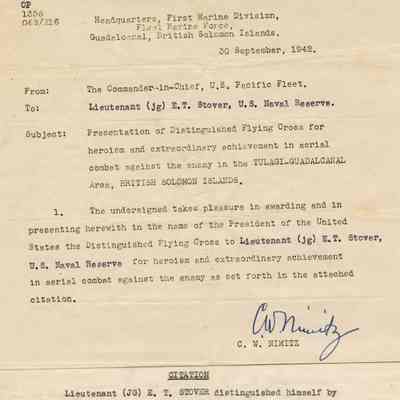 OP
1356
063/226
Headquarters, First Marine Division,
Fleet Marine Force,
Guadalcanal, British Solomon Islands.
30 September, 1942.
From: The Commander-in-Chief, U.S. Pacific Fleet.
To: Lieutenant (jg) E.T. Stover, U.S. Naval Reserve.
Subject: Presentation of Distinguished Flying Cross for
heroism and extraordinary achievement in aerial
combat against the enemy in the TULAGI-GUADALCANAL
Area, BRITISH SOLOMON ISLANDS.
1. The undersigned takes pleasure in awarding and in
presenting herewith in the name of the President of the United
States the Distinguished Flying Cross to Lieutenant (jg) E.T. Stover,
U.S. Naval Reserve for heroism and extraordinary achievement
in aerial combat against the enemy as set forth in the attached
citation.
C.W. Nimitz
C. W. NIMITZ
CITATION
Lieutenant (JG) E. T. STOVER distinguished himself by